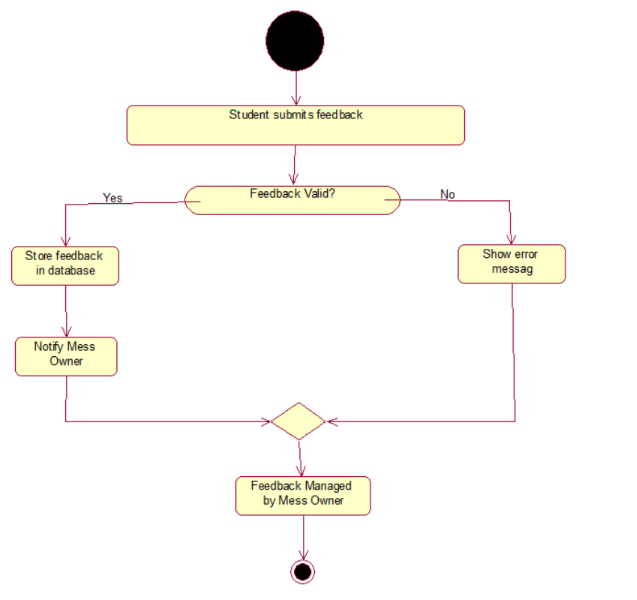 Student submits feedback
Feedback Valid?
Yes
No
Store feedback
in database
Show error
messag
Notify Mess
Owner
Feedback Managed
by Mess Owner